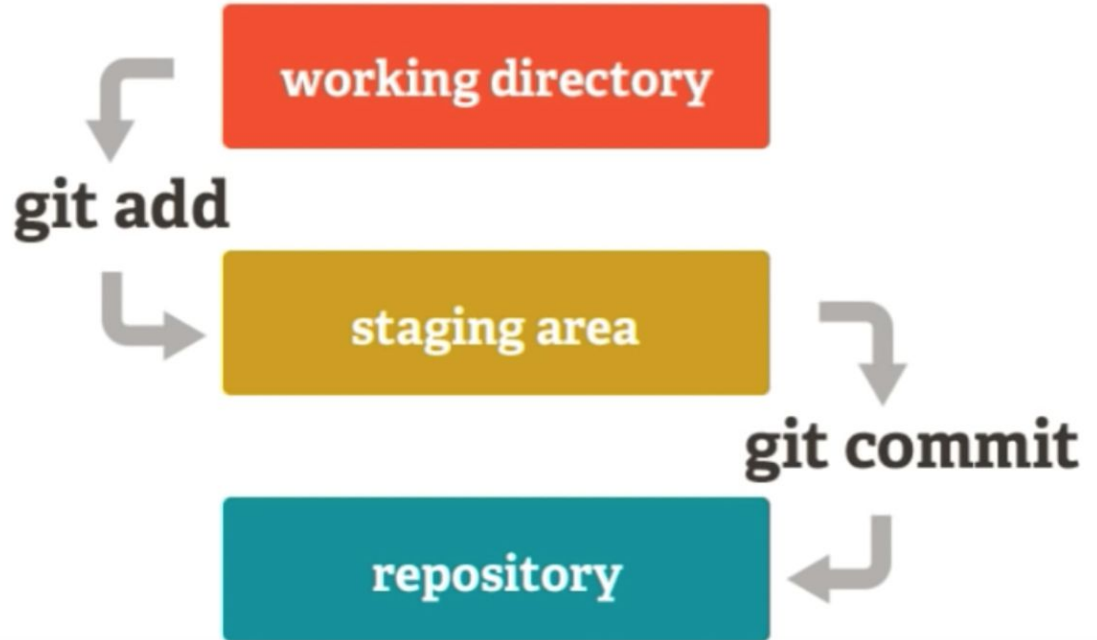 working directory
git add
staging area
git commit
repository